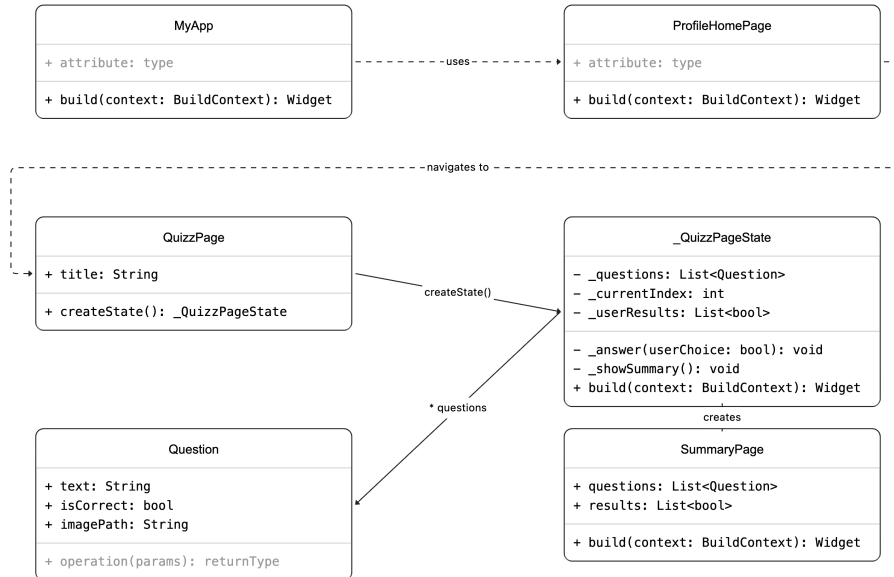 MyApp
+ attribute: type
+ build(context: BuildContext): Widget
uses
ProfileHomePage
+ attribute: type
+ build(context: BuildContext): Widget
navigates to
QuizzPage
+ title: String
+ createState(): _QuizzPageState
createState()
_QuizzPageState
- _questions: List<Question>
- _currentIndex: int
- _userResults: List<bool>
- _answer(userChoice: bool): void
- _showSummary(): void
+ build(context: BuildContext): Widget
* questions
creates
Question
+ text: String
+ isCorrect: bool
+ imagePath: String
+ operation(params): returnType
SummaryPage
+ questions: List<Question>
+ results: List<bool>
+ build(context: BuildContext): Widget